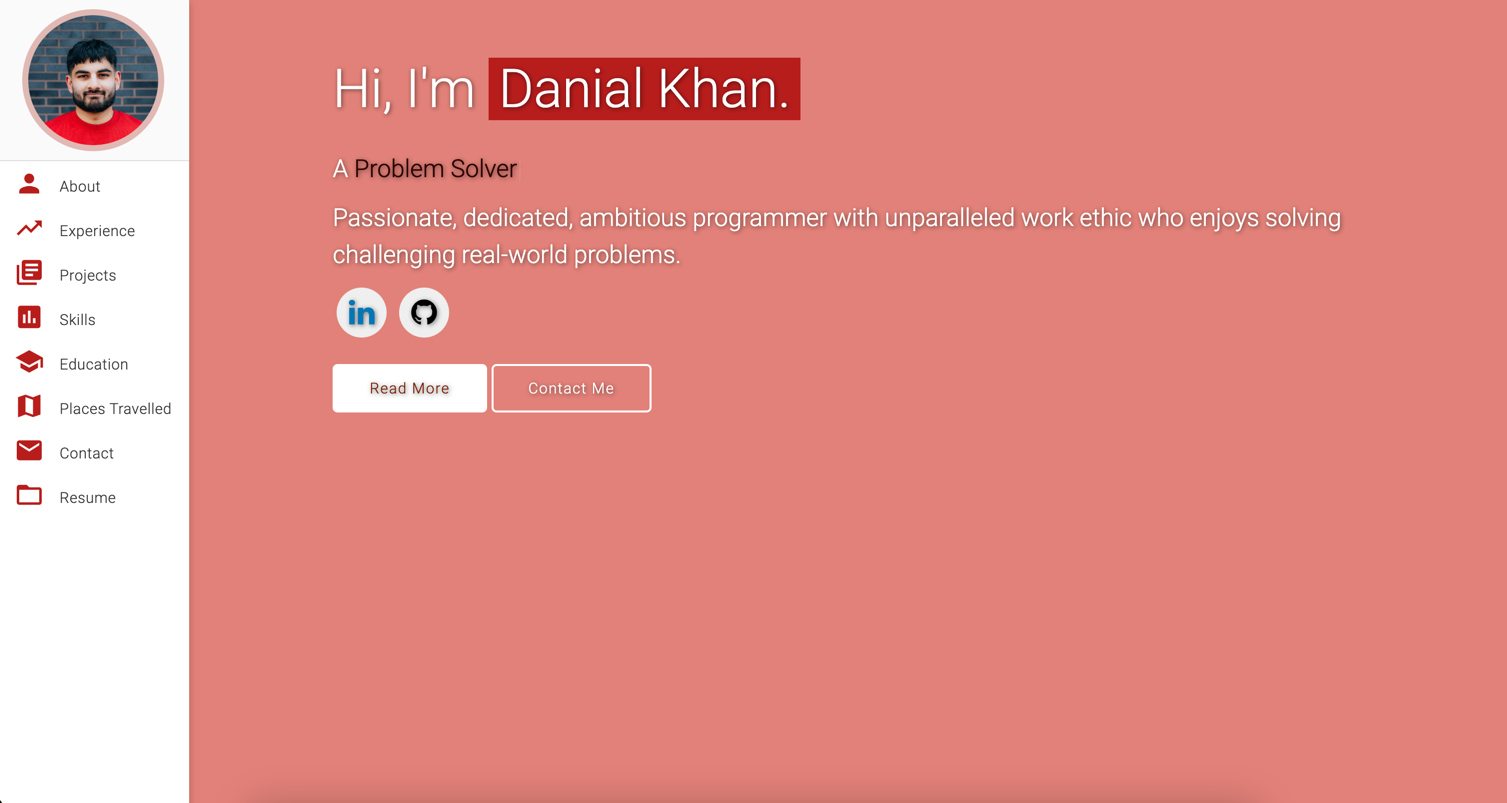 About
Experience
Projects
Skills
Education
Places Travelled
Contact
Resume
Hi, I'm Danial Khan.
A Problem Solver
Passionate, dedicated, ambitious programmer with unparalleled work ethic who enjoys solving
challenging real-world problems.
in
Read More
Contact Me